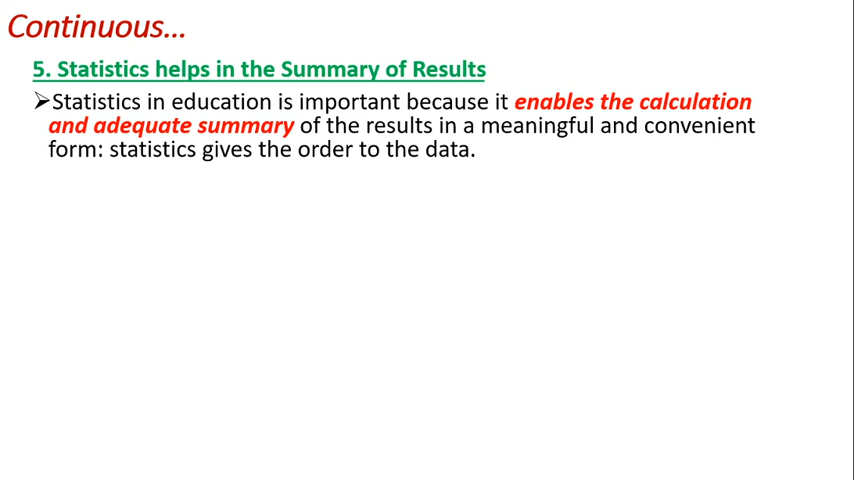 Continuous...
5. Statistics helps in the Summary of Results
➢Statistics in education is important because it enables the calculation
and adequate summary of the results in a meaningful and convenient
form: statistics gives the order to the data.